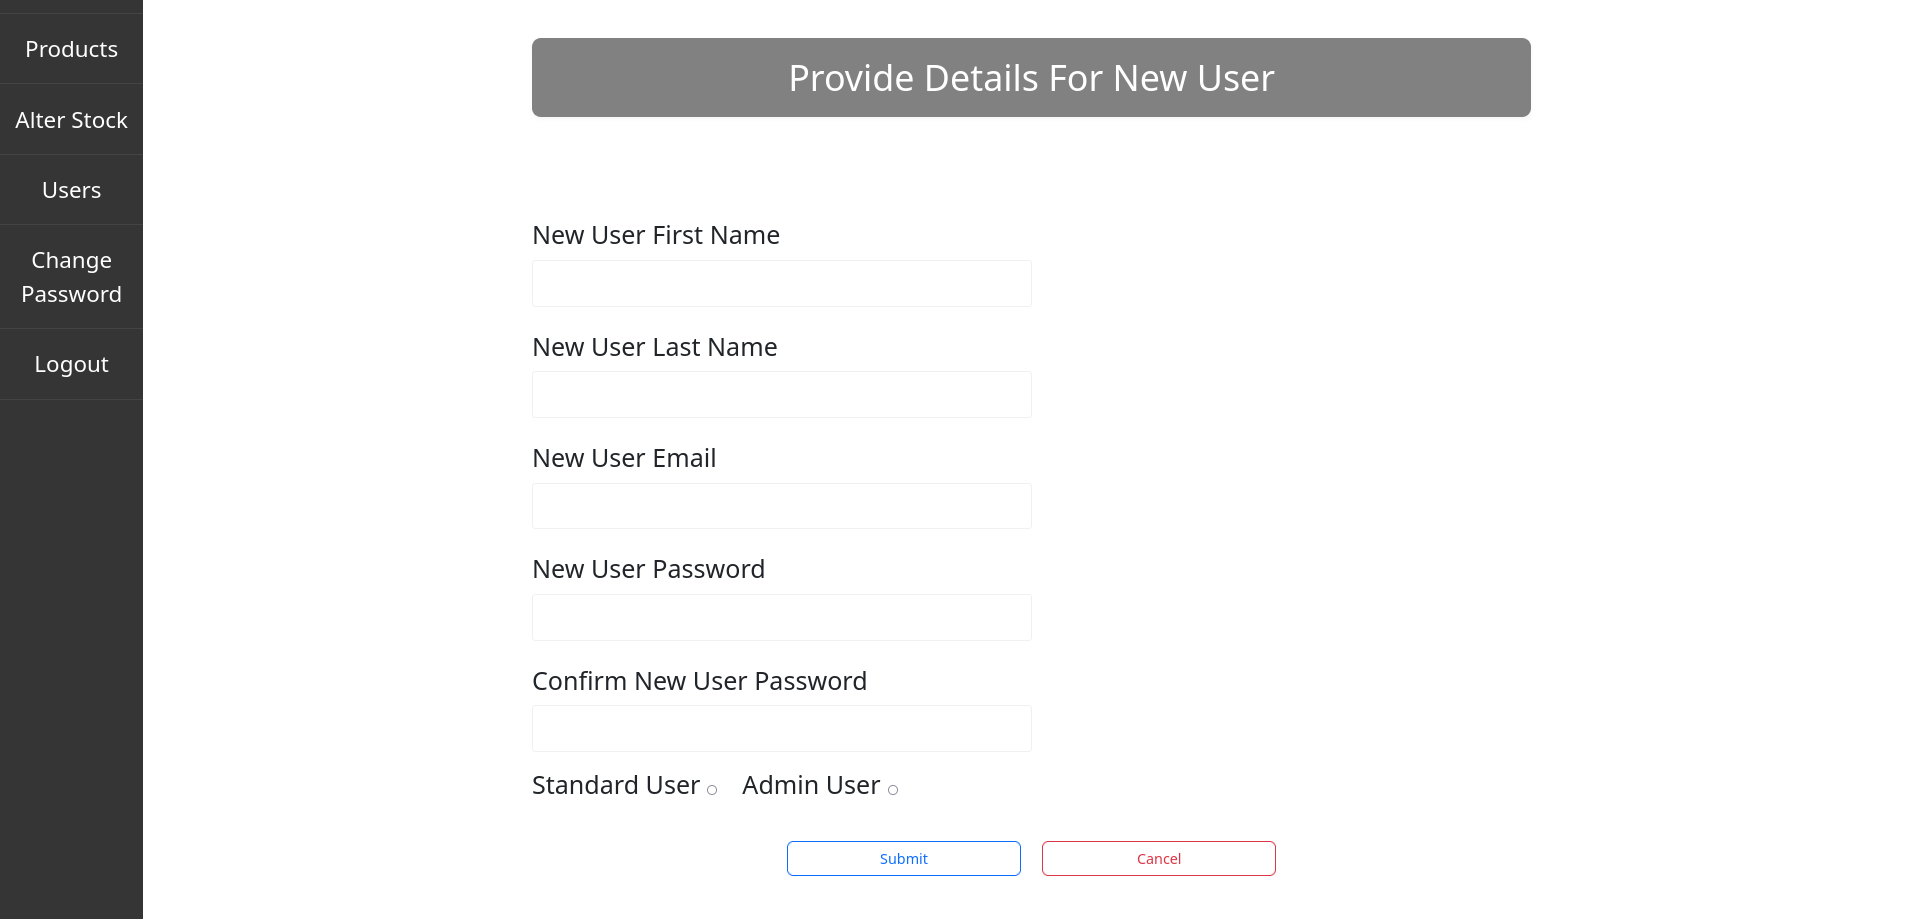 Products
Alter Stock
Users
Change
Password
Logout
Provide Details For New User
New User First Name
New User Last Name
New User Email
New User Password
Confirm New User Password
Standard User Admin User
Submit Cancel